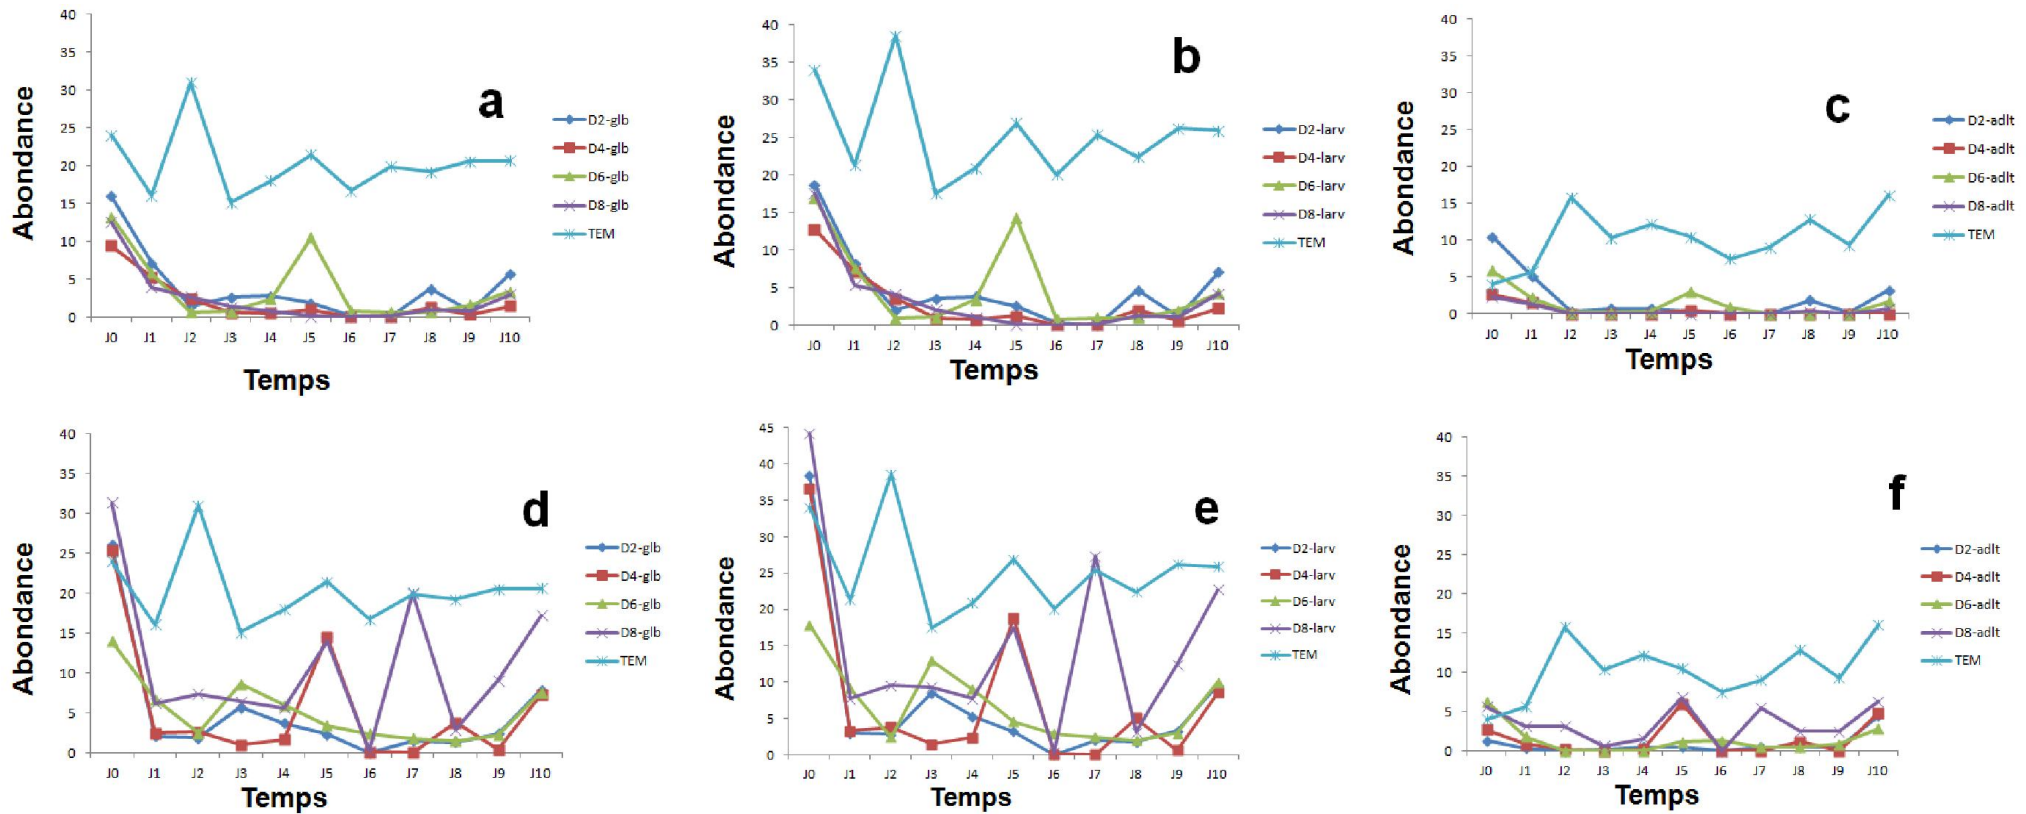 40
35
30
25
20
15
10
5
0
Abondance
J0 J1 J2 J3 J4 J5 J6 J7 J8 J9 J10
Temps
a
D2-glb
D4-glb
D6-glb
D8-glb
TEM
40
35
30
25
20
15
10
5
0
Abondance
J0 J1 J2 J3 J4 J5 J6 J7 J8 J9 J10
Temps
b
D2-larv
D4-larv
D6-larv
D8-larv
TEM
40
35
30
25
20
15
10
5
0
Abondance
J0 J1 J2 J3 J4 J5 J6 J7 J8 J9 J10
Temps
c
D2-adlt
D4-adlt
D6-adlt
D8-adlt
TEM
40
35
30
25
20
15
10
5
0
Abondance
J0 J1 J2 J3 J4 J5 J6 J7 J8 J9 J10
Temps
d
D2-glb
D4-glb
D6-glb
D8-glb
TEM
45
40
35
30
25
20
15
10
5
0
Abondance
J0 J1 J2 J3 J4 J5 J6 J7 J8 J9 J10
Temps
e
D2-larv
D4-larv
D6-larv
D8-larv
TEM
40
35
30
25
20
15
10
5
0
Abondance
J0 J1 J2 J3 J4 J5 J6 J7 J8 J9 J10
Temps
f
D2-adlt
D4-adlt
D6-adlt
D8-adlt
TEM